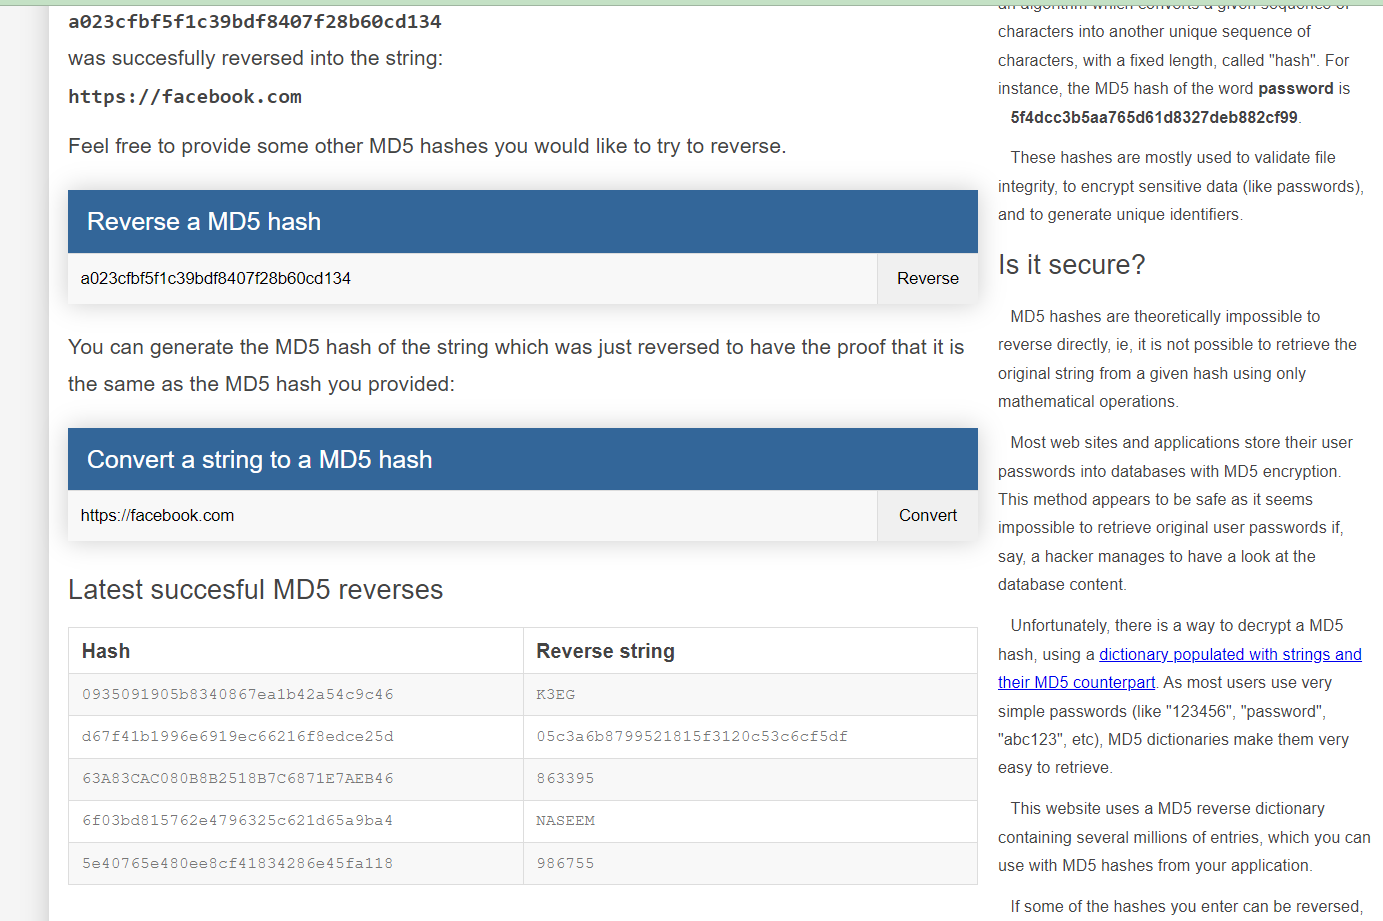 a023cfbf5f1c39bdf8407f28b60cd134
was succesfully reversed into the string:
https://facebook.com
Feel free to provide some other MD5 hashes you would like to try to reverse.
Reverse a MD5 hash
a023cfbf5f1c39bdf8407f28b60cd134
Reverse
You can generate the MD5 hash of the string which was just reversed to have the proof that it is
the same as the MD5 hash you provided:
Convert a string to a MD5 hash
https://facebook.com
Convert
Latest succesful MD5 reverses
Hash Reverse string
0935091905b8340867ea1b42a54c9c46 K3EG
d67f41b1996e6919ec66216f8edce25d 05c3a6b8799521815f3120c53c6cf5df
63A83CAC080B8B2518B7C6871E7AEB46 863395
6f03bd815762e4796325c621d65a9ba4 NASEEM
5e40765e480ee8cf41834286e45fa118 986755
an algorithm which converts a given sequence of
characters into another unique sequence of
characters, with a fixed length, called "hash". For
instance, the MD5 hash of the word password is
5f4dcc3b5aa765d61d8327deb882cf99.
These hashes are mostly used to validate file
integrity, to encrypt sensitive data (like passwords),
and to generate unique identifiers.
Is it secure?
MD5 hashes are theoretically impossible to
reverse directly, ie, it is not possible to retrieve the
original string from a given hash using only
mathematical operations.
Most web sites and applications store their user
passwords into databases with MD5 encryption.
This method appears to be safe as it seems
impossible to retrieve original user passwords if,
say, a hacker manages to have a look at the
database content.
Unfortunately, there is a way to decrypt a MD5
hash, using a dictionary populated with strings and
their MD5 counterpart. As most users use very
simple passwords (like "123456", "password",
"abc123", etc), MD5 dictionaries make them very
easy to retrieve.
This website uses a MD5 reverse dictionary
containing several millions of entries, which you can
use with MD5 hashes from your application.
If some of the hashes you enter can be reversed,